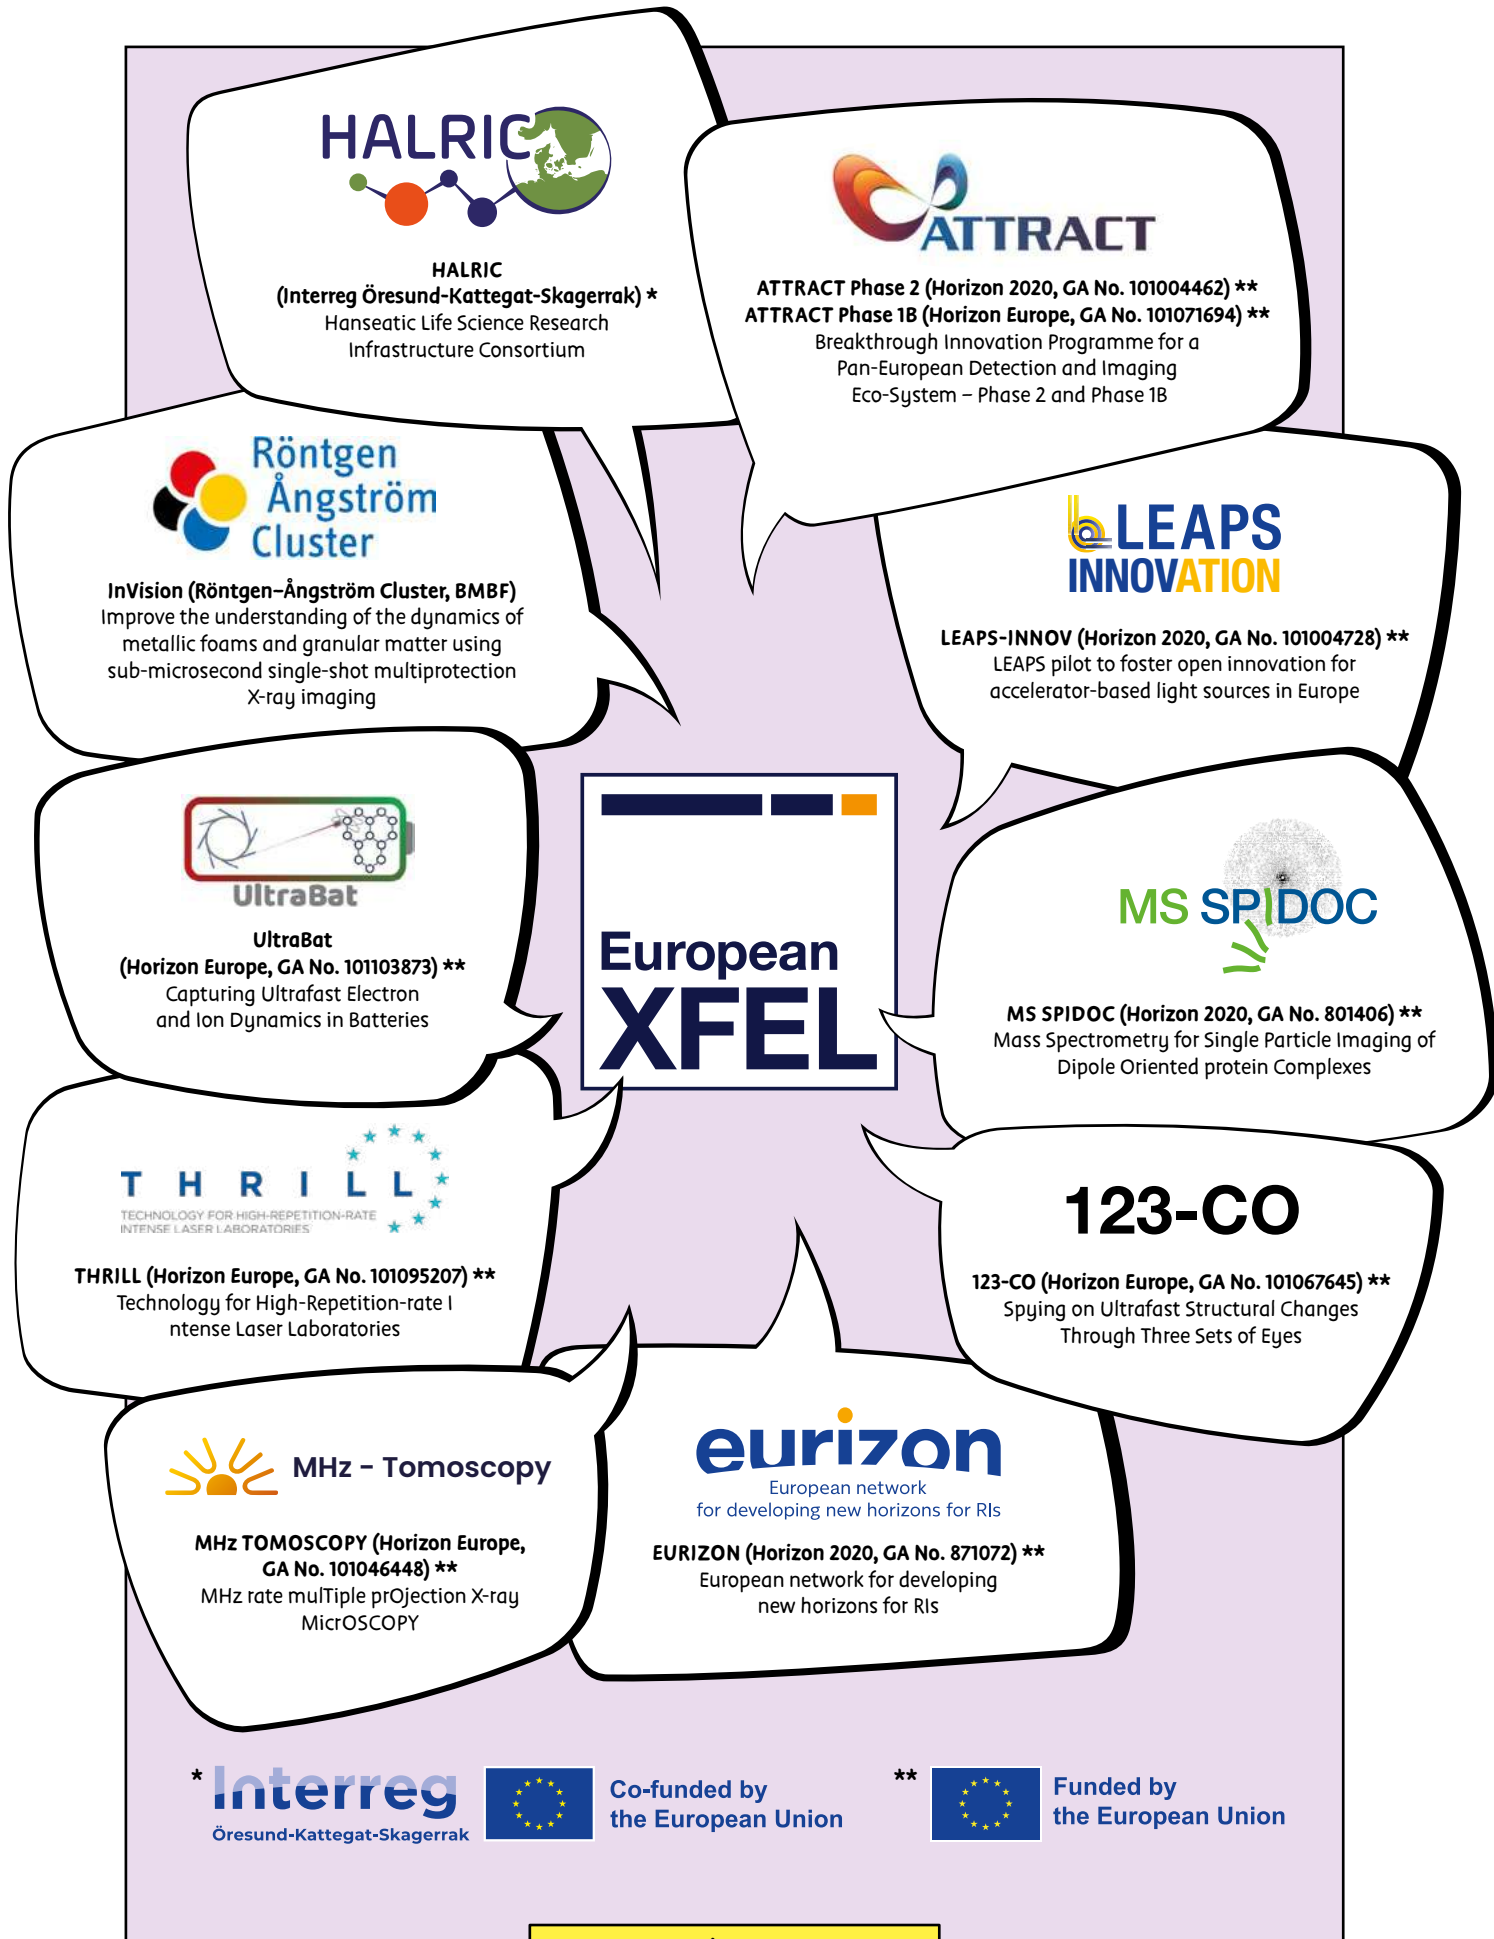 HALRIC
HALRIC
(Interreg Öresund-Kattegat-Skagerrak) *
Hanseatic Life Science Research
Infrastructure Consortium
ATTRACT
ATTRACT Phase 2 (Horizon 2020, GA No. 101004462) **
ATTRACT Phase 1B (Horizon Europe, GA No. 101071694) **
Breakthrough Innovation Programme for a
Pan-European Detection and Imaging
Eco-System – Phase 2 and Phase 1B
Röntgen
Ångström
Cluster
InVision (Röntgen–Ångström Cluster, BMBF)
Improve the understanding of the dynamics of
metallic foams and granular matter using
sub-microsecond single-shot multiprotection
X-ray imaging
LEAPS
INNOVATION
LEAPS-INNOV (Horizon 2020, GA No. 101004728) **
LEAPS pilot to foster open innovation for
accelerator-based light sources in Europe
UltraBat
UltraBat
(Horizon Europe, GA No. 101103873) **
Capturing Ultrafast Electron
and Ion Dynamics in Batteries
European
XFEL
MS SPIDOC
MS SPIDOC (Horizon 2020, GA No. 801406) **
Mass Spectrometry for Single Particle Imaging of
Dipole Oriented protein Complexes
THRILL
TECHNOLOGY FOR HIGH-REPETITION-RATE
INTENSE LASER LABORATORIES
THRILL (Horizon Europe, GA No. 101095207) **
Technology for High-Repetition-rate I
ntense Laser Laboratories
123-CO
123-CO (Horizon Europe, GA No. 101067645) **
Spying on Ultrafast Structural Changes
Through Three Sets of Eyes
MHz - Tomoscopy
MHz TOMOSCOPY (Horizon Europe,
GA No. 101046448) **
MHz rate mulTiple prOjection X-ray
MicrOSCOPY
eurizon
European network
for developing new horizons for RIs
EURIZON (Horizon 2020, GA No. 871072) **
European network for developing
new horizons for RIs
* Interreg
Öresund-Kattegat-Skagerrak
Co-funded by
the European Union
** Funded by
the European Union